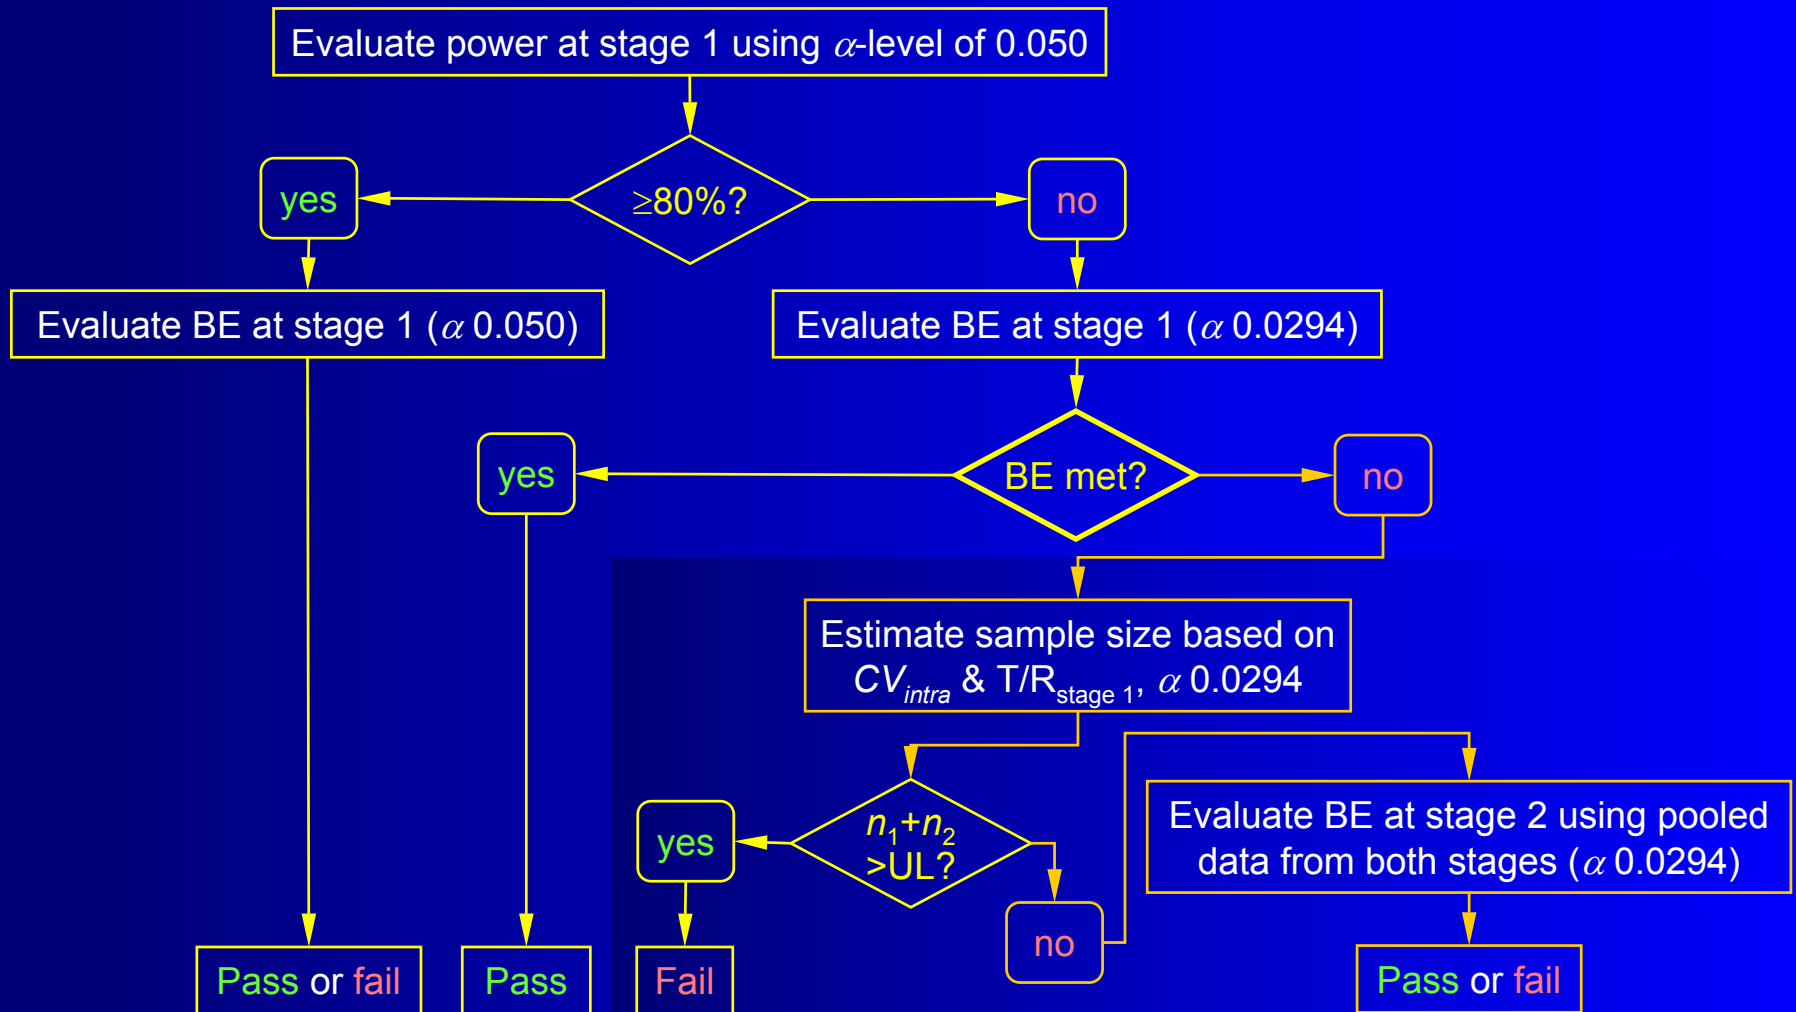 Evaluate power at stage 1 using α-level of 0.050
yes
≥80%?
no
Evaluate BE at stage 1 (α 0.050)
Evaluate BE at stage 1 (α 0.0294)
yes
BE met?
no
Estimate sample size based on
CVintra & T/Rstage 1, α 0.0294
yes
n1+n2
>UL?
Evaluate BE at stage 2 using pooled
data from both stages (α 0.0294)
no
Pass or fail
Pass
Fail
Pass or fail